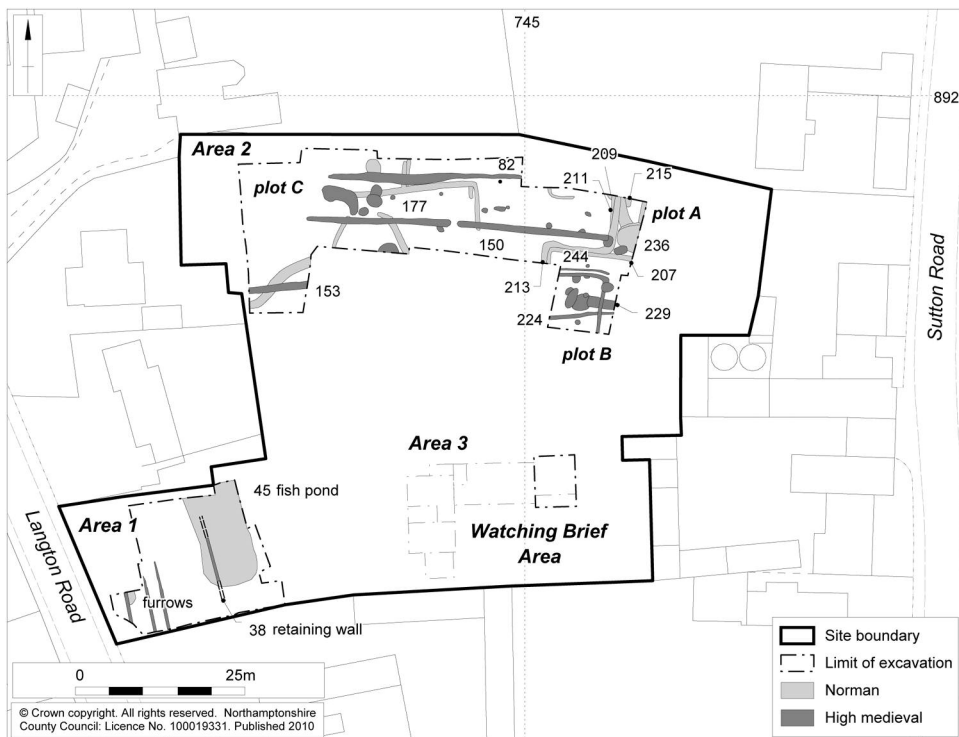 745
892
Area 2
209
82
211
215
plot C
plot A
177
236
150
244
207
213
153
224
229
plot B
Sutton Road
Area 3
45 fish pond
Area 1
Watching Brief
Area
Langton Road
furrows
38 retaining wall
0 25m
© Crown copyright. All rights reserved. Northamptonshire
County Council: Licence No. 100019331. Published 2010
Site boundary
Limit of excavation
Norman
High medieval